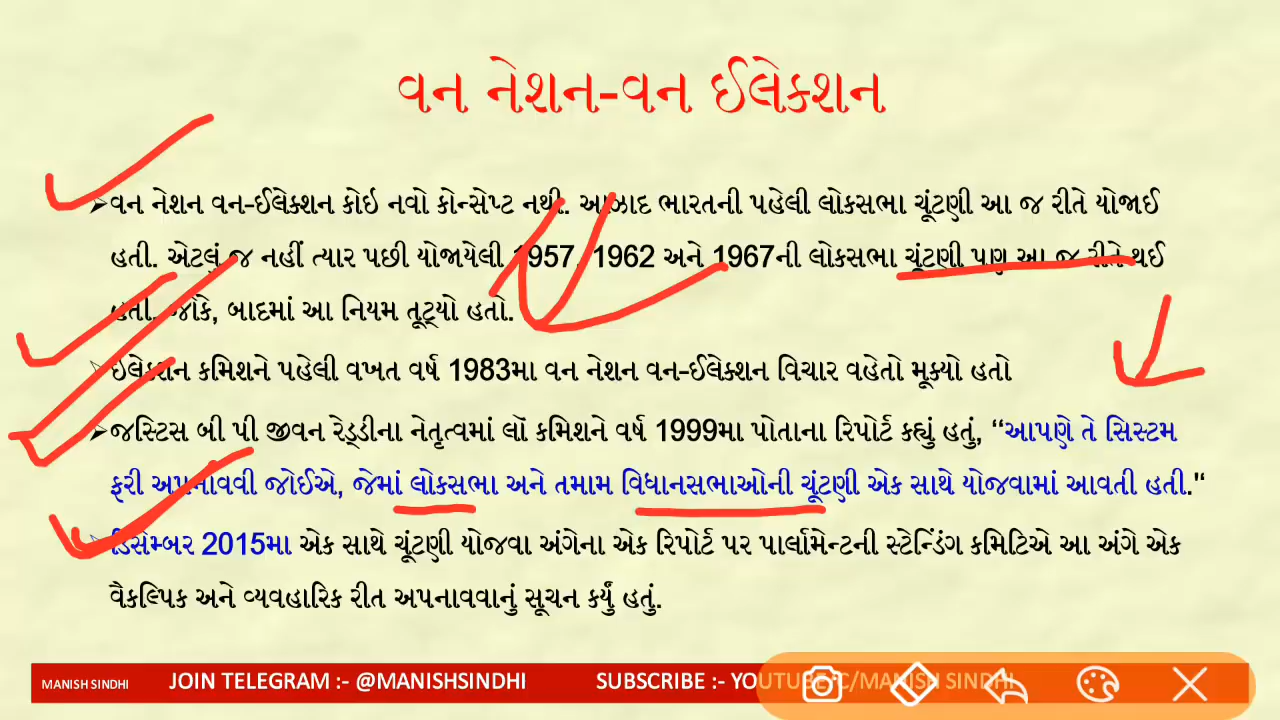 વન નેશન-વન ઈલેક્શન
વન નેશન વન-ઈલેક્શન કોઇ નવો કોન્સેપ્ટ નથી. આઝાદ ભારતની પહેલી લોકસભા ચૂંટણી આ જ રીતે યોજાઈ
હતી. એટલું જ નહીં ત્યાર પછી યોજાયેલી 1957, 1962 અને 1967ની લોકસભા ચૂંટણી પણ આ જ રીતે થઈ
હતી. જોકે, બાદમાં આ નિયમ તૂટ્યો હતો.
ઇલેક્શન કમિશને પહેલી વખત વર્ષ 1983મા વન નેશન વન-ઈલેક્શન વિચાર વહેતો મૂક્યો હતો
જસ્ટિસ બી પી જીવન રેડ્ડીના નેતૃત્વમાં લૉ કમિશને વર્ષ 1999મા પોતાના રિપોર્ટ કહ્યું હતું, “આપણે તે સિસ્ટમ
ફરી અપનાવવી જોઈએ, જેમાં લોકસભા અને તમામ વિધાનસભાઓની ચૂંટણી એક સાથે યોજવામાં આવતી હતી."
ડિસેમ્બર 2015મા એક સાથે ચૂંટણી યોજવા અંગેના એક રિપોર્ટ પર પાર્લામેન્ટની સ્ટેન્ડિંગ કમિટિએ આ અંગે એક
વૈકલ્પિક અને વ્યવહારિક રીત અપનાવવાનું સૂચન કર્યું હતું.
MANISH SINDHI JOIN TELEGRAM :- @MANISHSINDHI SUBSCRIBE :- YOUTUBE C/MANISH SINDHI